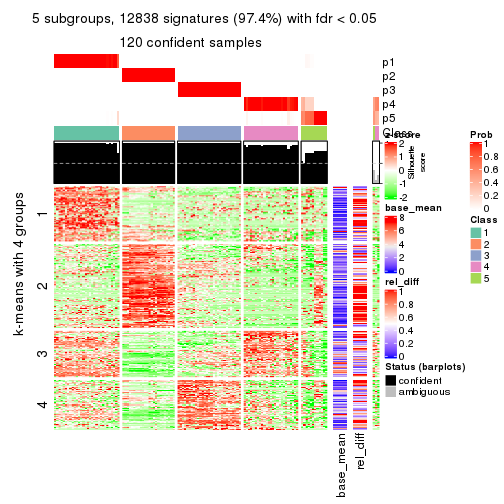 5 subgroups, 12838 signatures (97.4%) with fdr < 0.05
120 confident samples
p1
p2
p3
p4
p5
Class
k-means with 4 groups
1
2
3
4
base_mean
rel_diff
z-score
2
1
0
-1
-2
Silhouette
score
base_mean
8
6
4
2
0
rel_diff
1
0.8
0.6
0.4
0.2
0
Status (barplots)
confident
ambiguous
Prob
1
0.8
0.6
0.4
0.2
0
Class
1
2
3
4
5